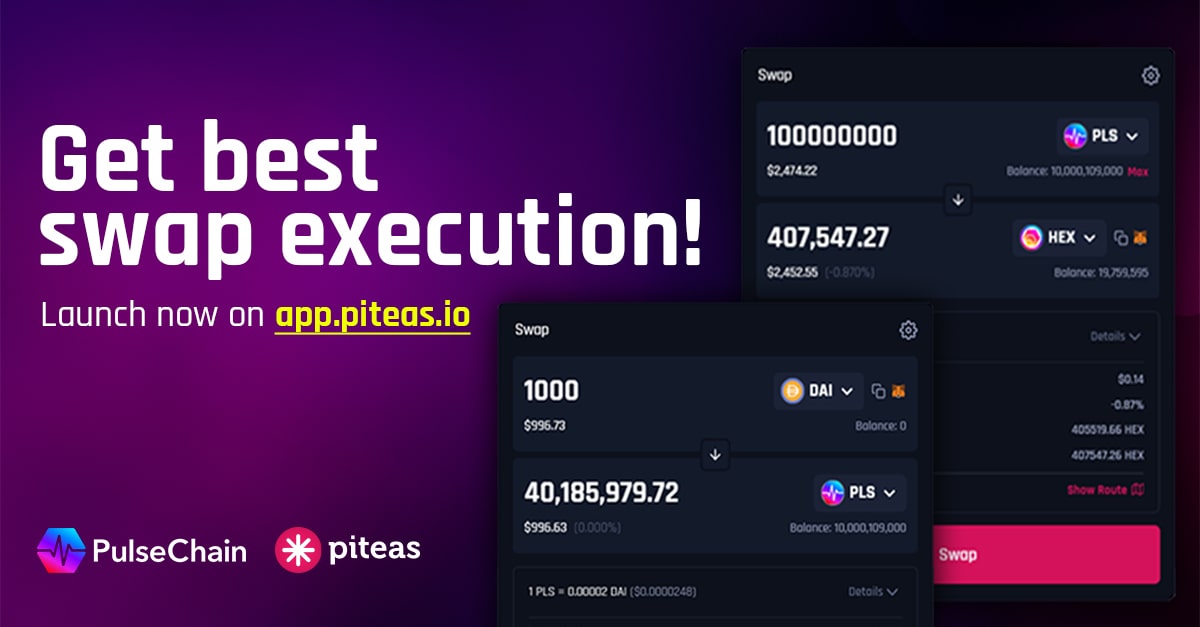 Get best
swap execution!
Launch now on app.piteas.io
PulseChain
piteas
Swap
100000000
PLS
$2,474.22
Balance: 10,000,109,000 Max
407,547.27
HEX
$2,452.55 (-0.870%)
Balance: 19,759,595
Details
$0.14
-0.87%
405519.66 HEX
407547.26 HEX
Show Route
Swap
Swap
1000
DAI
$996.73
Balance: 0
40,185,979.72
PLS
$996.63 (0.000%)
Balance: 10,000,109,000
1 PLS = 0.00002 DAI ($0.0000248)
Details